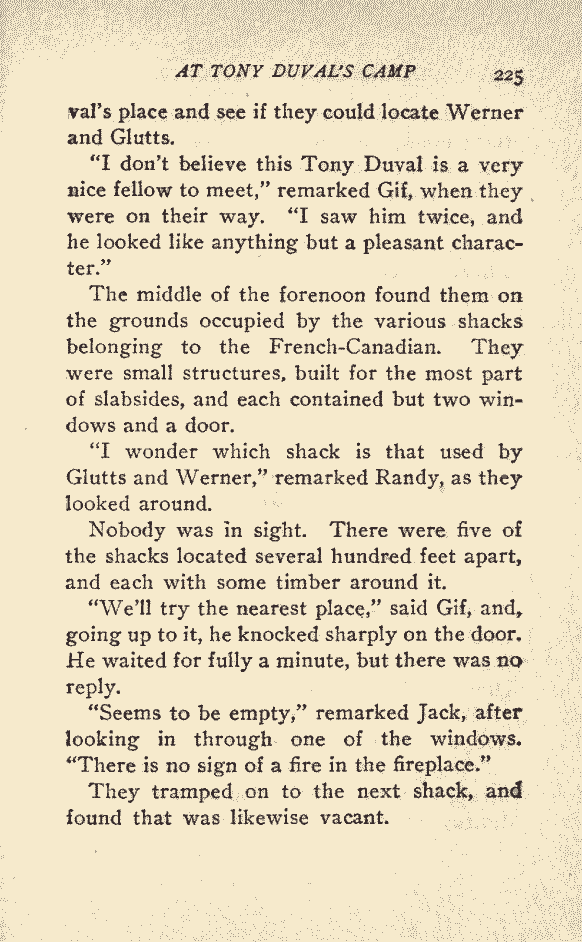 AT TONY DUVAL'S CAMP 225
val's place and see if they could locate Werner
and Glutts.
"I don't believe this Tony Duval is a very
nice fellow to meet," remarked Gif, when they
were on their way. "I saw him twice, and
he looked like anything but a pleasant charac-
ter."
The middle of the forenoon found them on
the grounds occupied by the various shacks
belonging to the French-Canadian. They
were small structures, built for the most part
of slabsides, and each contained but two win-
dows and a door.
"I wonder which shack is that used by
Glutts and Werner," remarked Randy, as they
looked around.
Nobody was in sight. There were five of
the shacks located several hundred feet apart,
and each with some timber around it.
"We'll try the nearest place," said Gif, and,
going up to it, he knocked sharply on the door.
He waited for fully a minute, but there was no
reply.
"Seems to be empty," remarked Jack, after
looking in through one of the windows.
"There is no sign of a fire in the fireplace."
They tramped on to the next shack, and
found that was likewise vacant.